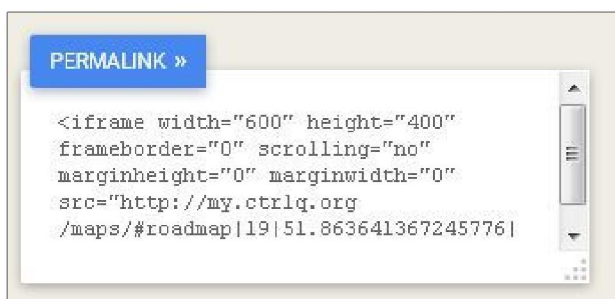 PERMALINK »
<iframe width="600" height="400"
frameborder="0" scrolling="no"
marginheight="0" marginwidth="0"
src="http://my.ctrlq.org
/maps/#roadmap|19|51.863641367245776|